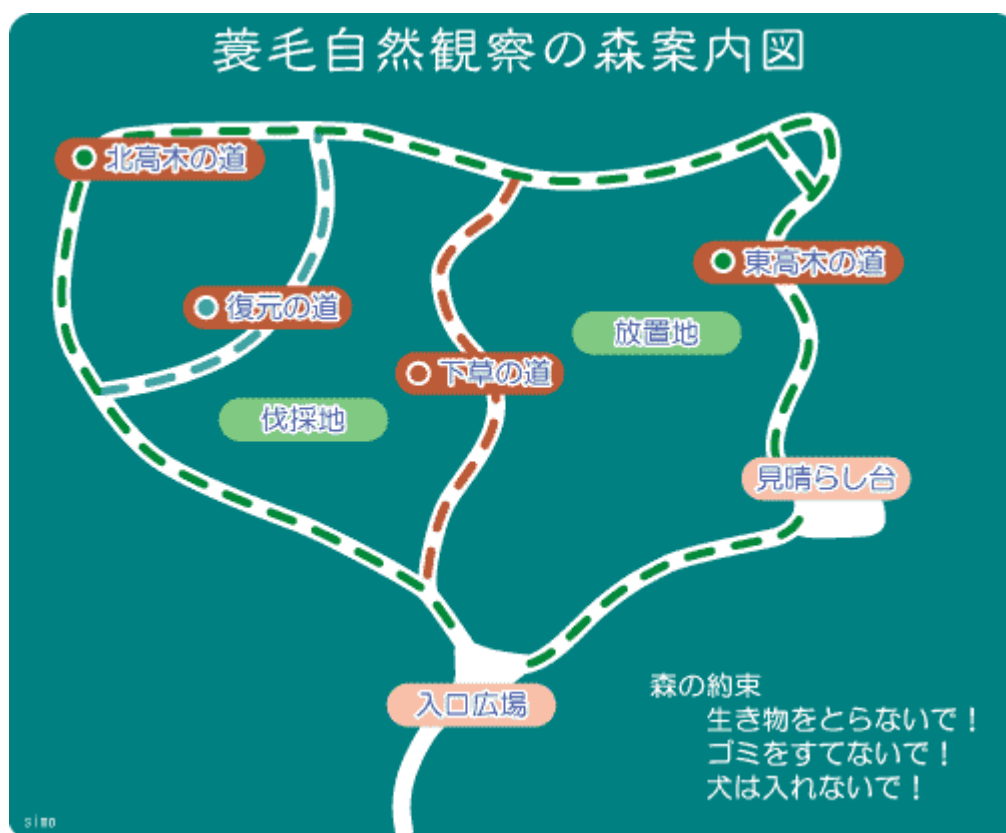 蓑毛自然観察の森案内図
北高木の道
東高木の道
復元の道
放置地
下草の道
伐採地
見晴らし台
入口広場
森の約束
生き物をとらないで！
ゴミをすてないで！
犬は入れないで！
simo